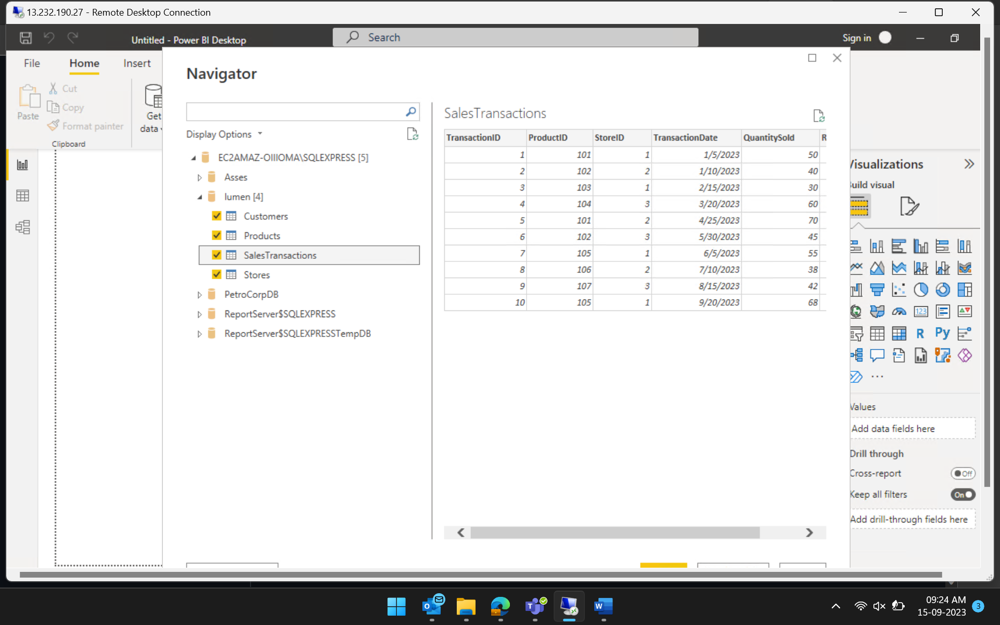 13.232.190.27 - Remote Desktop Connection
Untitled - Power BI Desktop
Search
Sign in
File
Home
Insert
Paste
Cut
Copy
Format painter
Clipboard
Get
data
Navigator
Display Options
EC2AMAZ-OIIIOMA\SQLEXPRESS [5]
Asses
lumen [4]
Customers
Products
SalesTransactions
Stores
PetroCorpDB
ReportServer$SQLEXPRESS
ReportServer$SQLEXPRESSTempDB
SalesTransactions
TransactionID ProductID StoreID TransactionDate QuantitySold R
1 101 1 1/5/2023 50
2 102 2 1/10/2023 40
3 103 1 2/15/2023 30
4 104 3 3/20/2023 60
5 101 2 4/25/2023 70
6 102 3 5/30/2023 45
7 105 1 6/5/2023 55
8 106 2 7/10/2023 38
9 107 3 8/15/2023 42
10 105 1 9/20/2023 68
Visualizations
uild visual
123
R
Py
Values
Add data fields here
Drill through
Cross-report
Off
Keep all filters
On
Add drill-through fields here
09:24 AM
15-09-2023
3